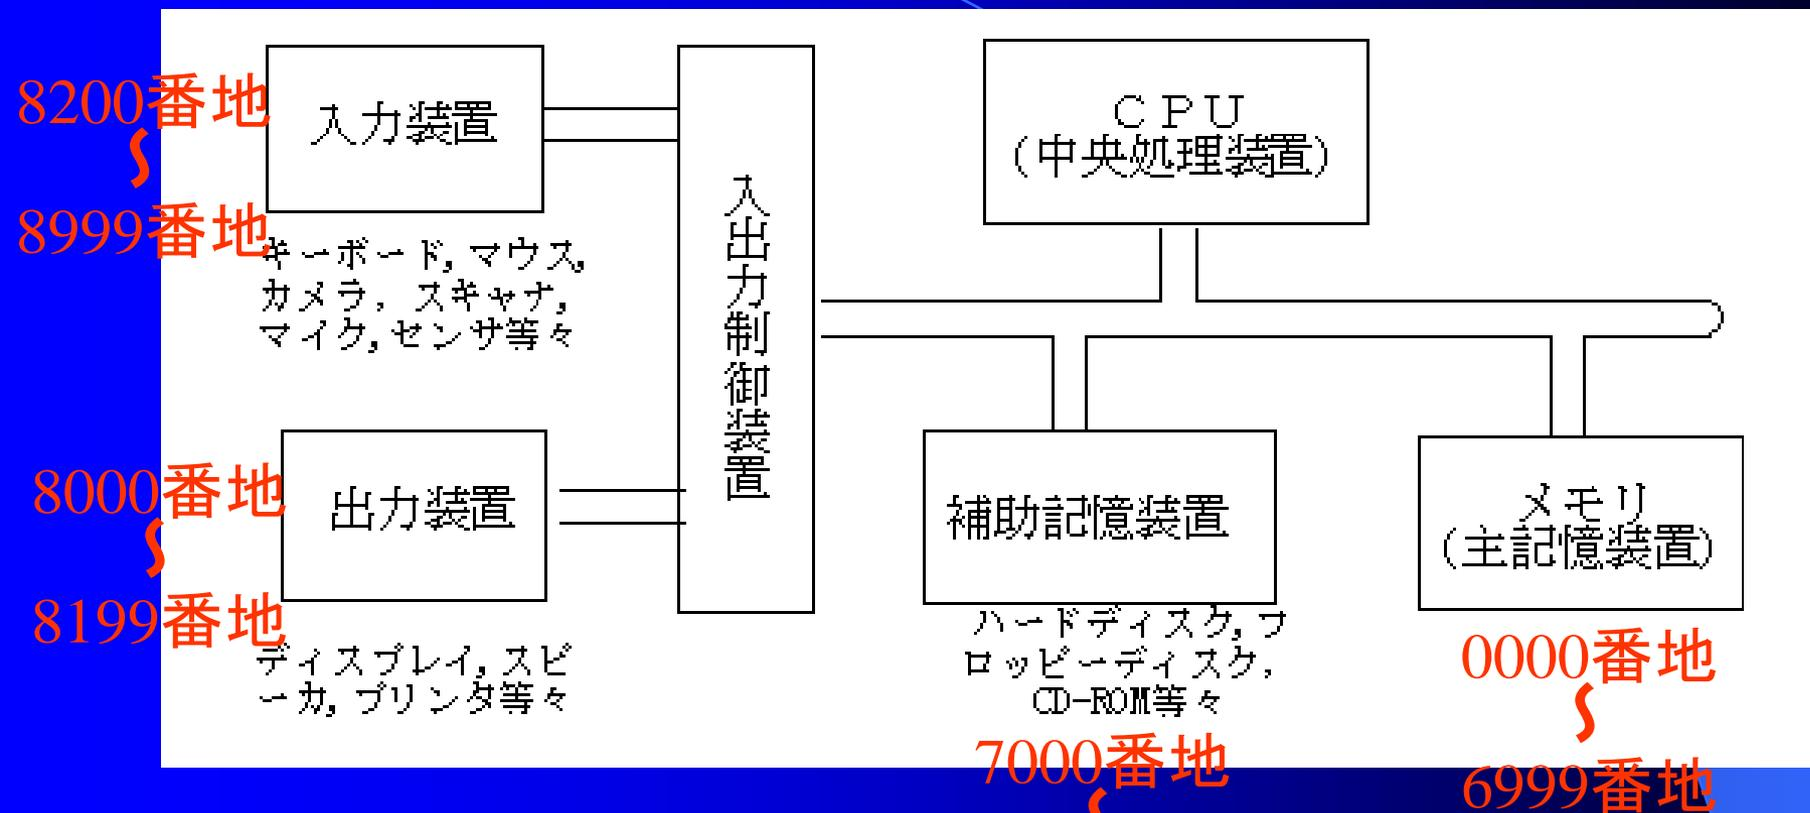 8200番地
〜
8999番地
入力装置
キーボード,マウス,
カメラ, スキャナ,
マイク,センサ等々
8000番地
〜
8199番地
出力装置
ディスプレイ,スピ
ーカ,プリンタ等々
入出力制御装置
ＣＰＵ
(中央処理装置)
補助記憶装置
ハードディスク,フ
ロッピーディスク,
CD-ROM等々
7000番地
〜
メモリ
(主記憶装置)
0000番地
〜
6999番地